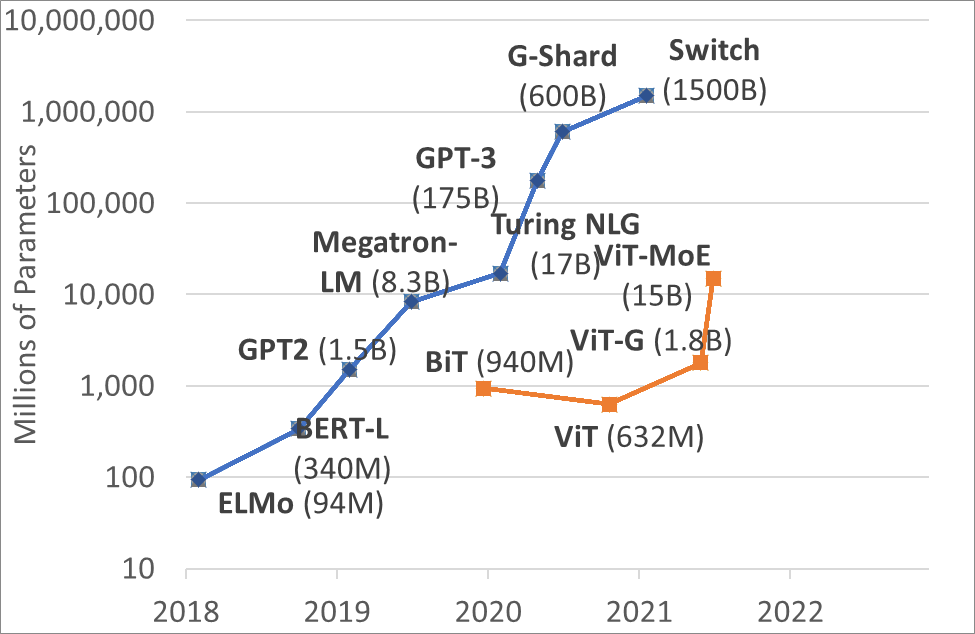 10,000,000
1,000,000
100,000
10,000
1,000
100
10
Millions of Parameters
2018
2019
2020
2021
2022
ELMo (94M)
BERT-L
(340M)
GPT2 (1.5B)
Megatron-
LM (8.3B)
Turing NLG
(17B)
GPT-3
(175B)
G-Shard
(600B)
Switch
(1500B)
BiT (940M)
ViT (632M)
ViT-G (1.8B)
ViT-MoE
(15B)